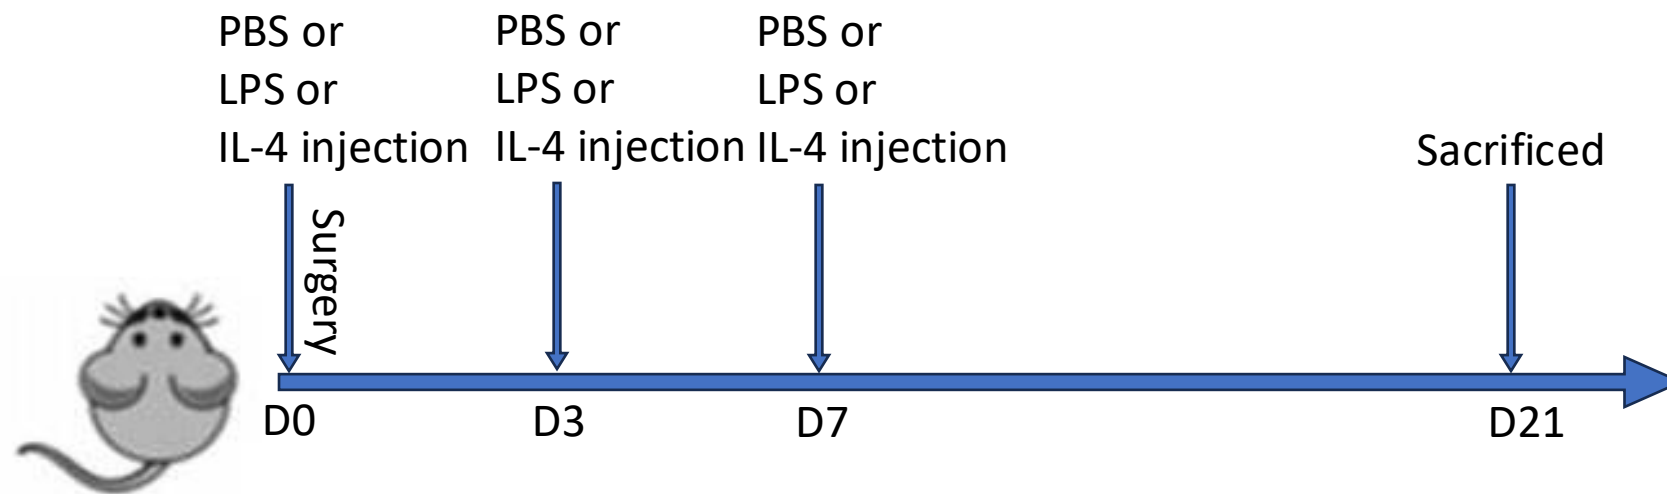 PBS or
LPS or
IL-4 injection
PBS or
LPS or
IL-4 injection
PBS or
LPS or
IL-4 injection
Sacrificed
Surgery
D0
D3
D7
D21